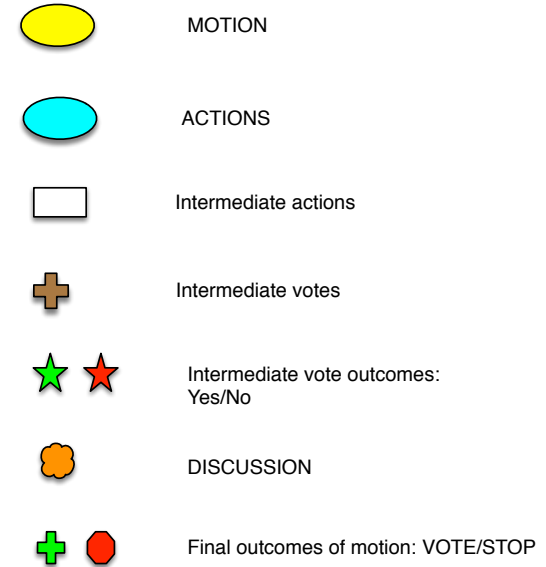 MOTION
ACTIONS
Intermediate actions
Intermediate votes
Intermediate vote outcomes:
Yes/No
DISCUSSION
Final outcomes of motion: VOTE/STOP